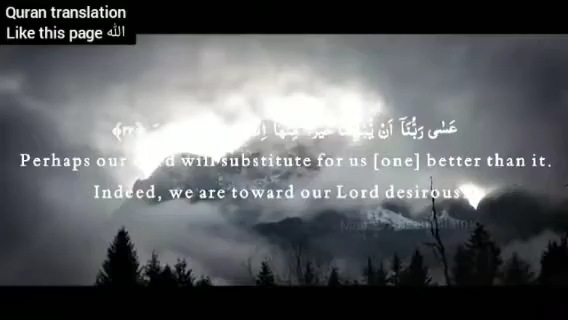 Quran translation
Like this page الله
عَسٰى رَبُّنَآ اَنْ
Perhaps our will substitute for us [one] better than it.
Indeed, we are toward our Lord desirous.